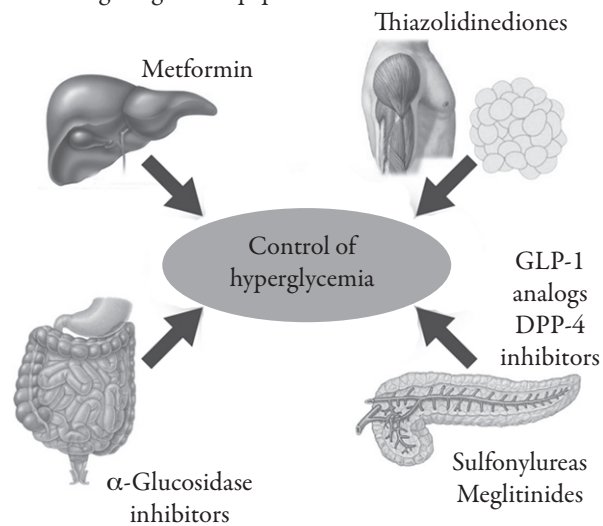 Thiazolidinediones
Metformin
Control of
hyperglycemia
GLP-1
analogs
DPP-4
inhibitors
α-Glucosidase
inhibitors
Sulfonylureas
Meglitinides